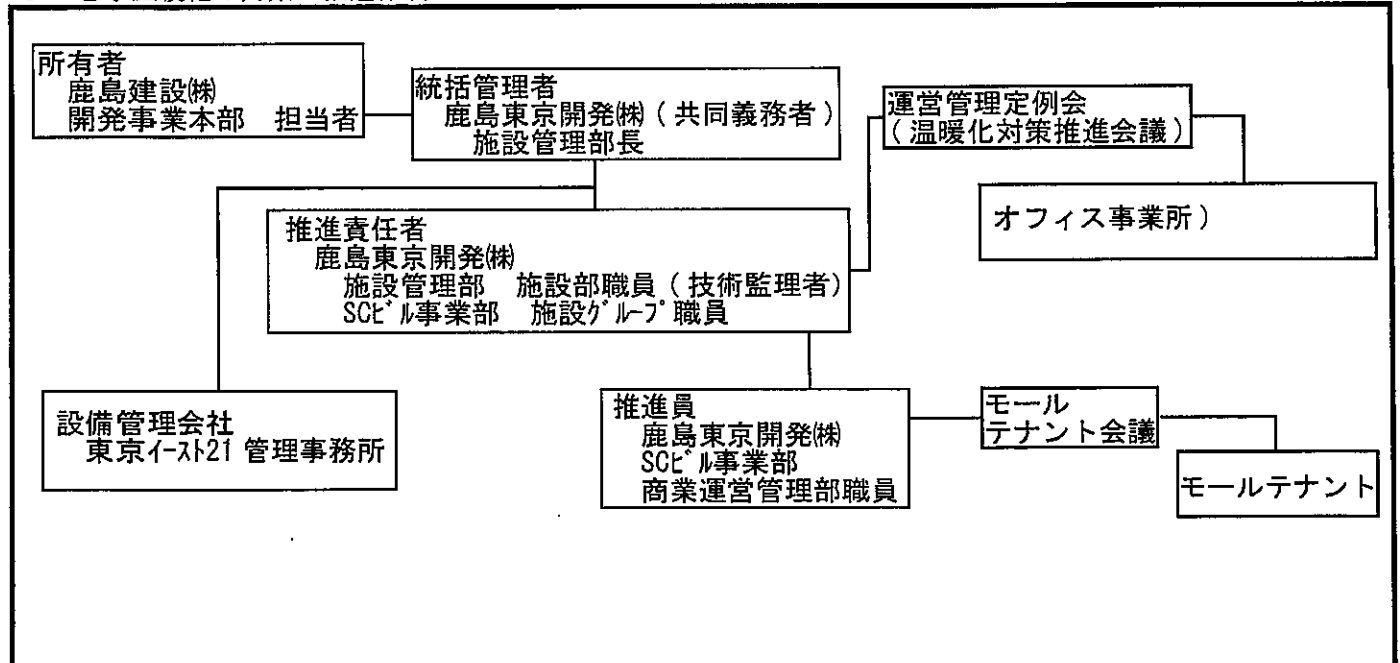 所有者
鹿島建設㈱
開発事業本部　担当者
統括管理者
鹿島東京開発㈱（共同義務者）
施設管理部長
運営管理定例会
（温暖化対策推進会議）
オフィス事業所）
推進責任者
鹿島東京開発㈱
施設管理部　施設部職員（技術監理者）
SCﾋﾞﾙ事業部　施設ｸﾞﾙｰﾌﾟ職員
設備管理会社
東京ｲｰｽﾄ21 管理事務所
推進員
鹿島東京開発㈱
SCﾋﾞﾙ事業部
商業運営管理部職員
モール
テナント会議
モールテナント